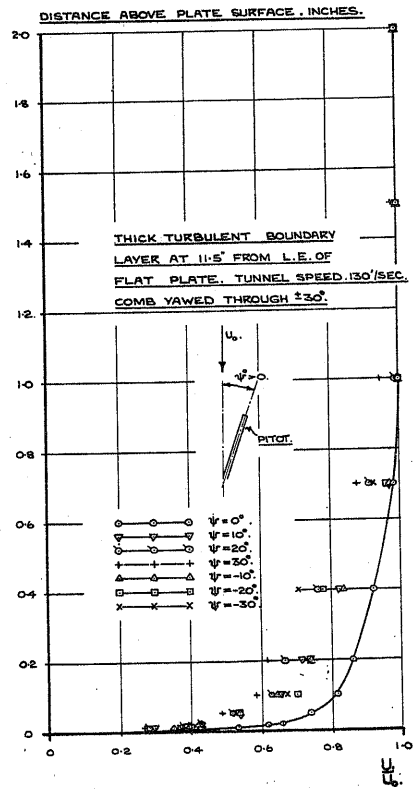 DISTANCE ABOVE PLATE SURFACE. INCHES.
2.0
1.8
1.6
1.4
THICK TURBULENT BOUNDARY
LAYER AT 11.5" FROM L.E. OF
FLAT PLATE. TUNNEL SPEED. 130'/SEC.
COMB YAWED THROUGH ±30°.
1.2
U₀.
1.0
ψ° > 0.
0.8
PITOT.
0.6
ψ = 0°.
ψ = 10°.
ψ = 20°.
ψ = 30°.
ψ = -10°.
ψ = -20°.
ψ = -30°.
0.4
0.2
0
0 0.2 0.4 0.6 0.8 1.0
U/U₀.